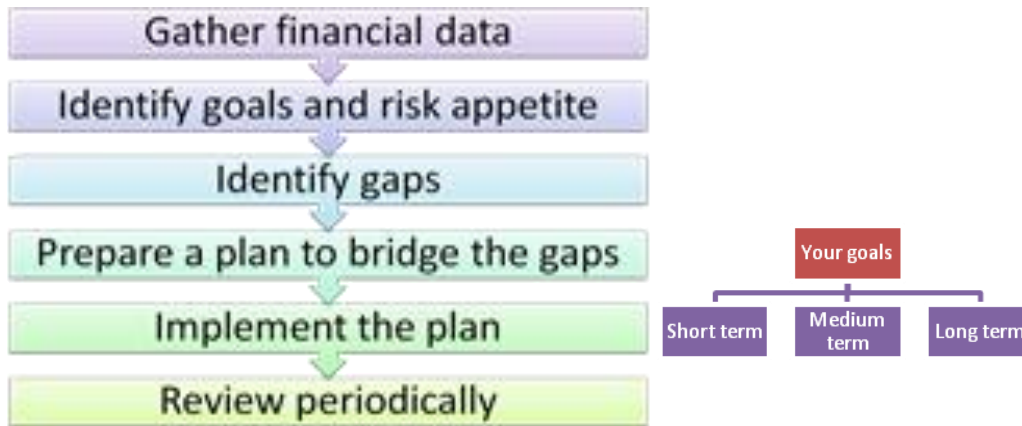 Gather financial data
Identify goals and risk appetite
Identify gaps
Prepare a plan to bridge the gaps
Implement the plan
Review periodically
Your goals
Short term
Medium
term
Long term